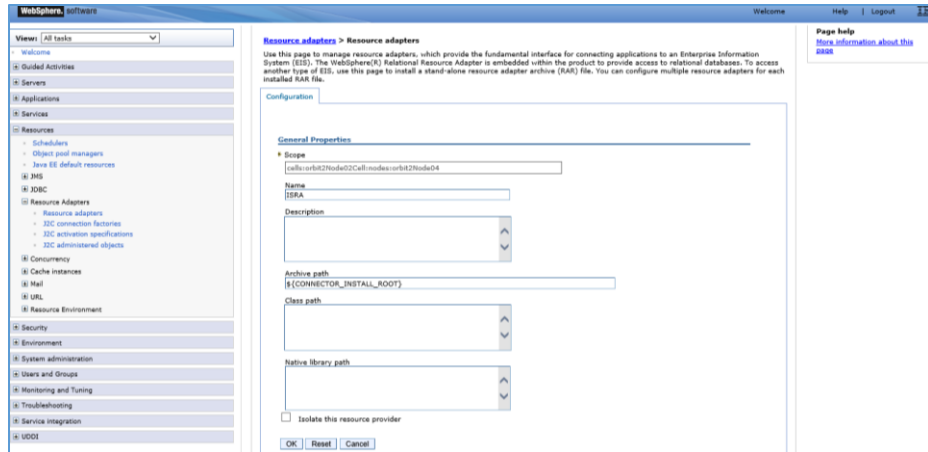 WebSphere. software
Welcome
Help | Logout
View: All tasks
Welcome
Guided Activities
Servers
Applications
Services
Resources
Schedulers
Object pool managers
Java EE default resources
JMS
JDBC
Resource Adapters
Resource adapters
J2C connection factories
J2C activation specifications
J2C administered objects
Concurrency
Cache instances
Mail
URL
Resource Environment
Security
Environment
System administration
Users and Groups
Monitoring and Tuning
Troubleshooting
Service integration
UDDI
Resource adapters > Resource adapters
Use this page to manage resource adapters, which provide the fundamental interface for connecting applications to an Enterprise Information
System (EIS). The WebSphere(R) Relational Resource Adapter is embedded within the product to provide access to relational databases. To access
another type of EIS, use this page to install a stand-alone resource adapter archive (RAR) file. You can configure multiple resource adapters for each
installed RAR file.
Configuration
General Properties
Scope
cells:orbit2Node02Cell:nodes:orbit2Node04
Name
ISRA
Description
Archive path
${CONNECTOR_INSTALL_ROOT}
Class path
Native library path
Isolate this resource provider
OK Reset Cancel
Page help
More information about this
page